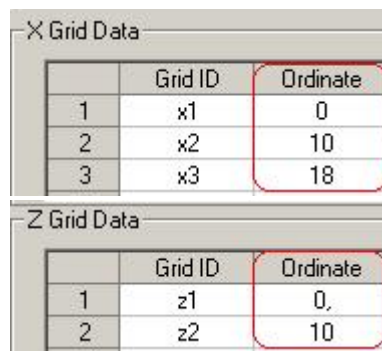 X Grid Data
Grid ID Ordinate
1 x1 0
2 x2 10
3 x3 18
Z Grid Data
Grid ID Ordinate
1 z1 0,
2 z2 10